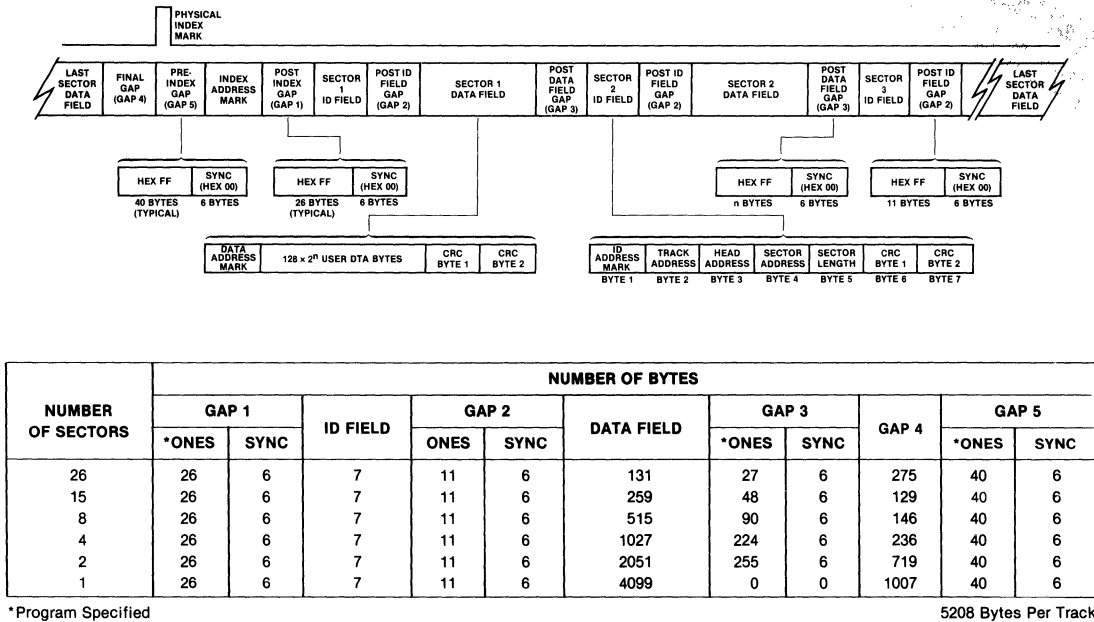 PHYSICAL
INDEX
MARK
LAST
SECTOR
DATA
FIELD
FINAL
GAP
(GAP 4)
PRE-
INDEX
GAP
(GAP 5)
INDEX
ADDRESS
MARK
POST
INDEX
GAP
(GAP 1)
SECTOR
1
ID FIELD
POST ID
FIELD
GAP
(GAP 2)
SECTOR 1
DATA FIELD
POST
DATA
FIELD
GAP
(GAP 3)
SECTOR
2
ID FIELD
POST ID
FIELD
GAP
(GAP 2)
SECTOR 2
DATA FIELD
POST
DATA
FIELD
GAP
(GAP 3)
SECTOR
3
ID FIELD
POST ID
FIELD
GAP
(GAP 2)
LAST
SECTOR
DATA
FIELD
HEX FF
SYNC
(HEX 00)
40 BYTES
(TYPICAL)
6 BYTES
HEX FF
SYNC
(HEX 00)
26 BYTES
(TYPICAL)
6 BYTES
HEX FF
SYNC
(HEX 00)
n BYTES
6 BYTES
HEX FF
SYNC
(HEX 00)
11 BYTES
6 BYTES
DATA
ADDRESS
MARK
128 × 2ⁿ USER DTA BYTES
CRC
BYTE 1
CRC
BYTE 2
ID
ADDRESS
MARK
TRACK
ADDRESS
HEAD
ADDRESS
SECTOR
ADDRESS
SECTOR
LENGTH
CRC
BYTE 1
CRC
BYTE 2
BYTE 1 BYTE 2 BYTE 3 BYTE 4 BYTE 5 BYTE 6 BYTE 7
NUMBER
OF SECTORS
NUMBER OF BYTES
GAP 1 ID FIELD GAP 2 DATA FIELD GAP 3 GAP 4 GAP 5
*ONES SYNC ONES SYNC *ONES SYNC *ONES SYNC
26 26 6 7 11 6 131 27 6 275 40 6
15 26 6 7 11 6 259 48 6 129 40 6
8 26 6 7 11 6 515 90 6 146 40 6
4 26 6 7 11 6 1027 224 6 236 40 6
2 26 6 7 11 6 2051 255 6 719 40 6
1 26 6 7 11 6 4099 0 0 1007 40 6
*Program Specified
5208 Bytes Per Track